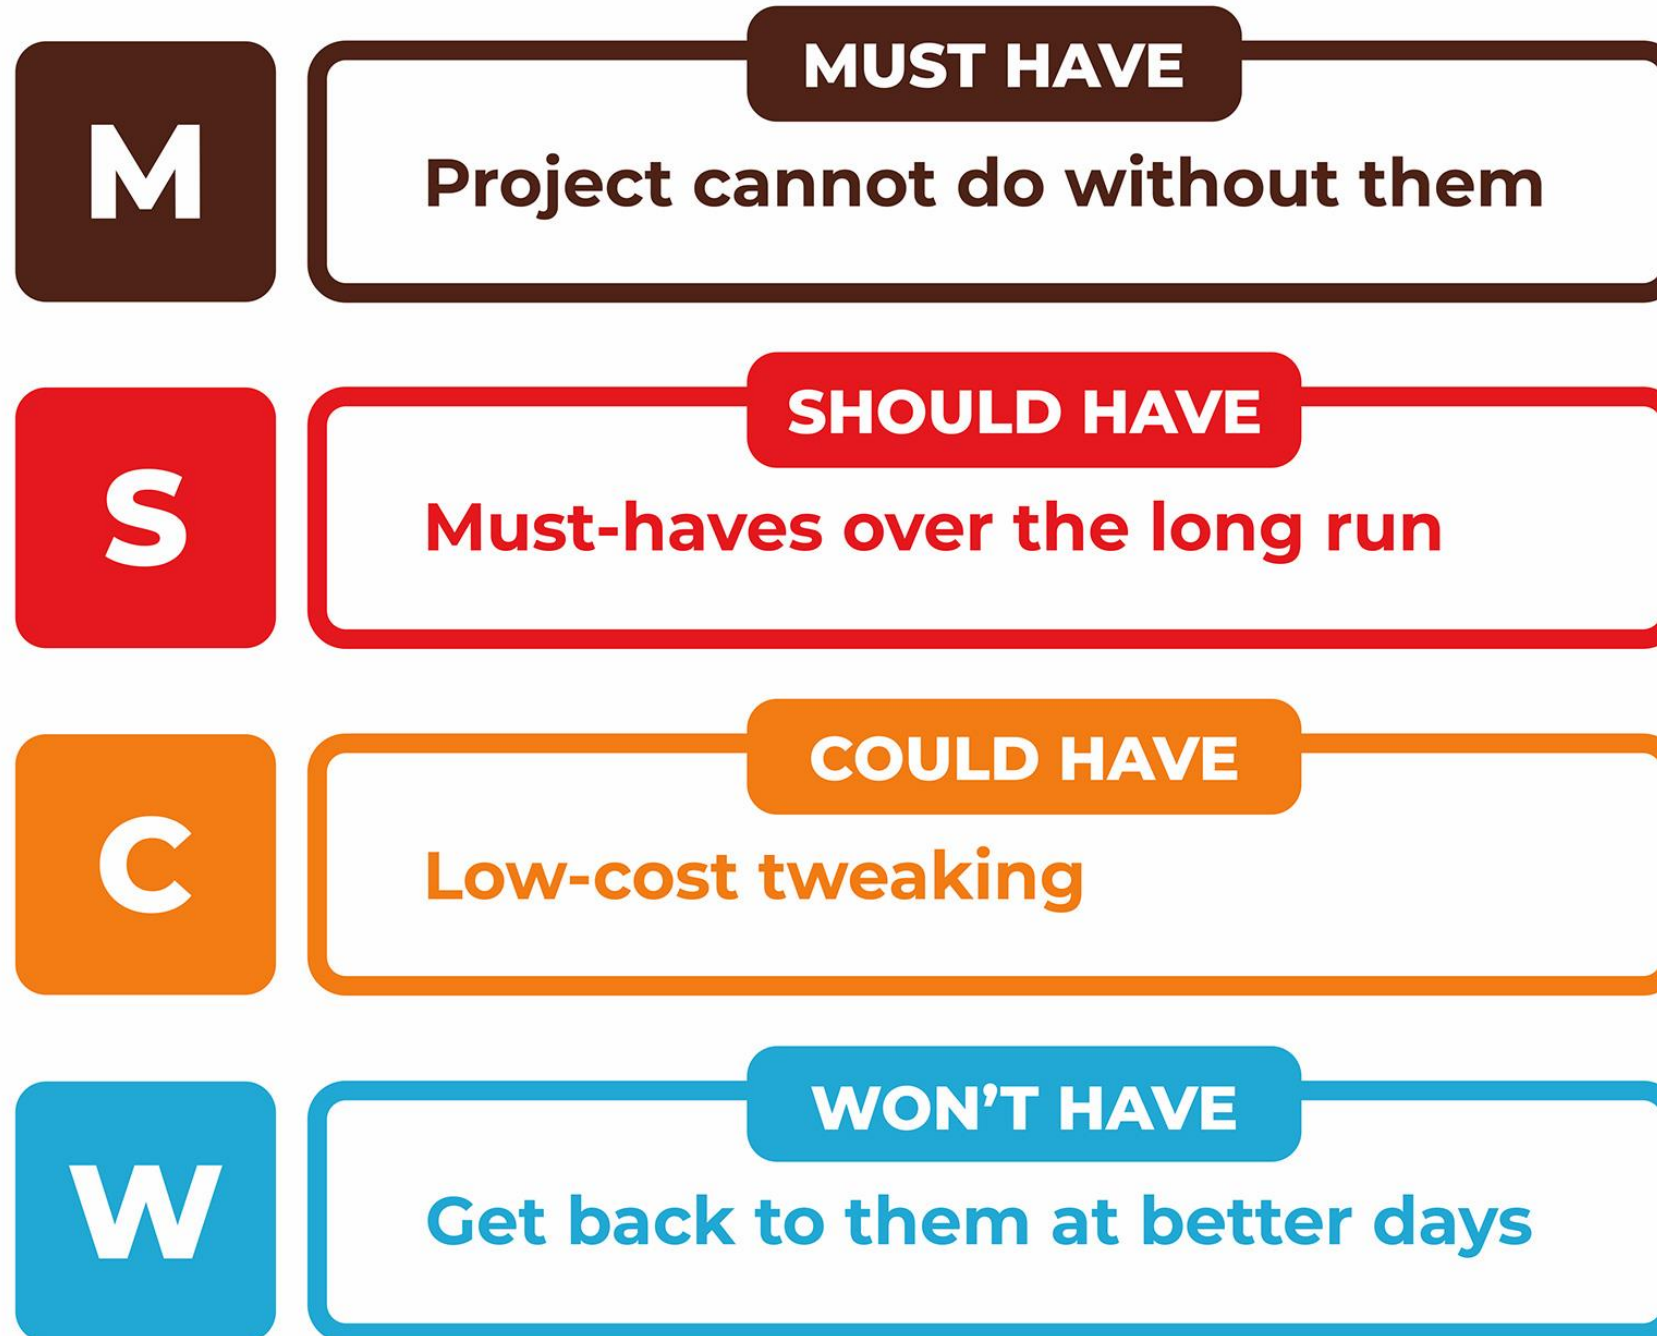 M
MUST HAVE
Project cannot do without them
S
SHOULD HAVE
Must-haves over the long run
C
COULD HAVE
Low-cost tweaking
W
WON’T HAVE
Get back to them at better days